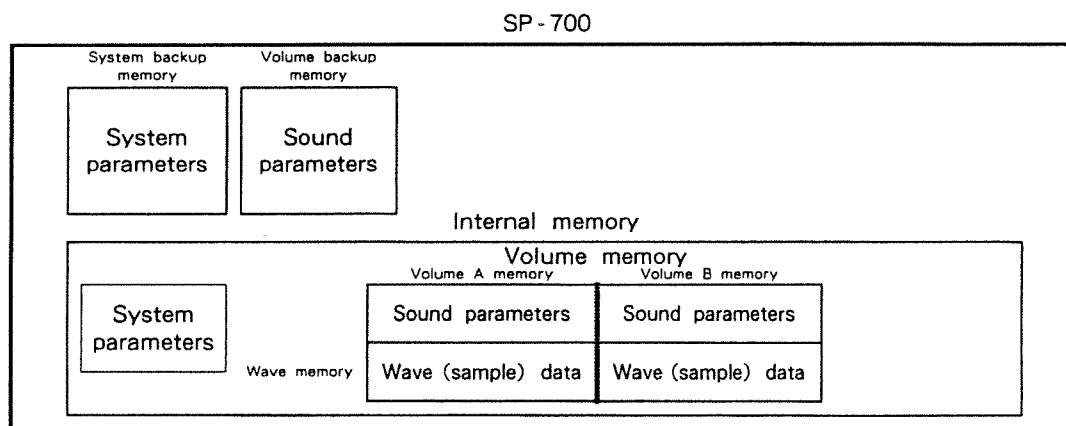 SP-700
System backup
memory
Volume backup
memory
System
parameters
Sound
parameters
Internal memory
Volume memory
Volume A memory
Volume B memory
System
parameters
Sound parameters
Sound parameters
Wave memory
Wave (sample) data
Wave (sample) data